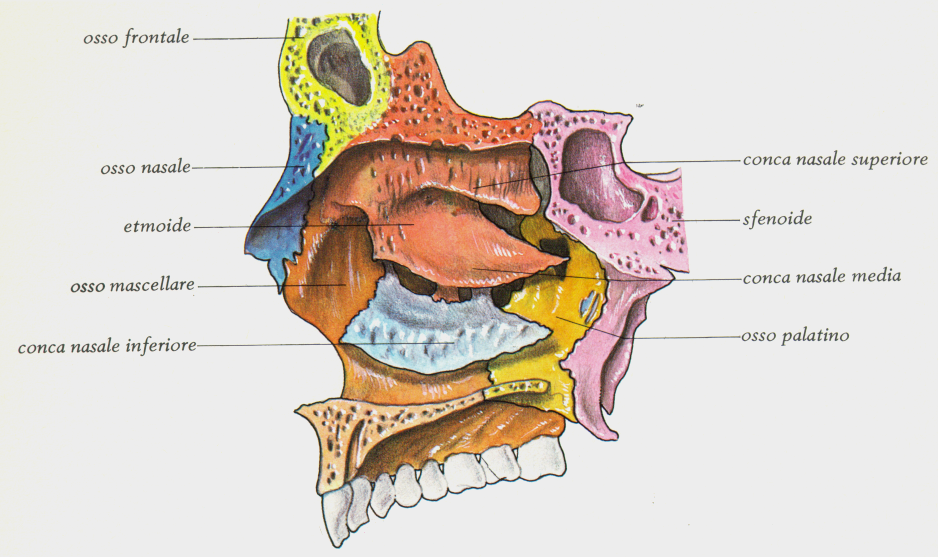 osso frontale
osso nasale
etmoide
osso mascellare
conca nasale inferiore
conca nasale superiore
sfenoide
conca nasale media
osso palatino